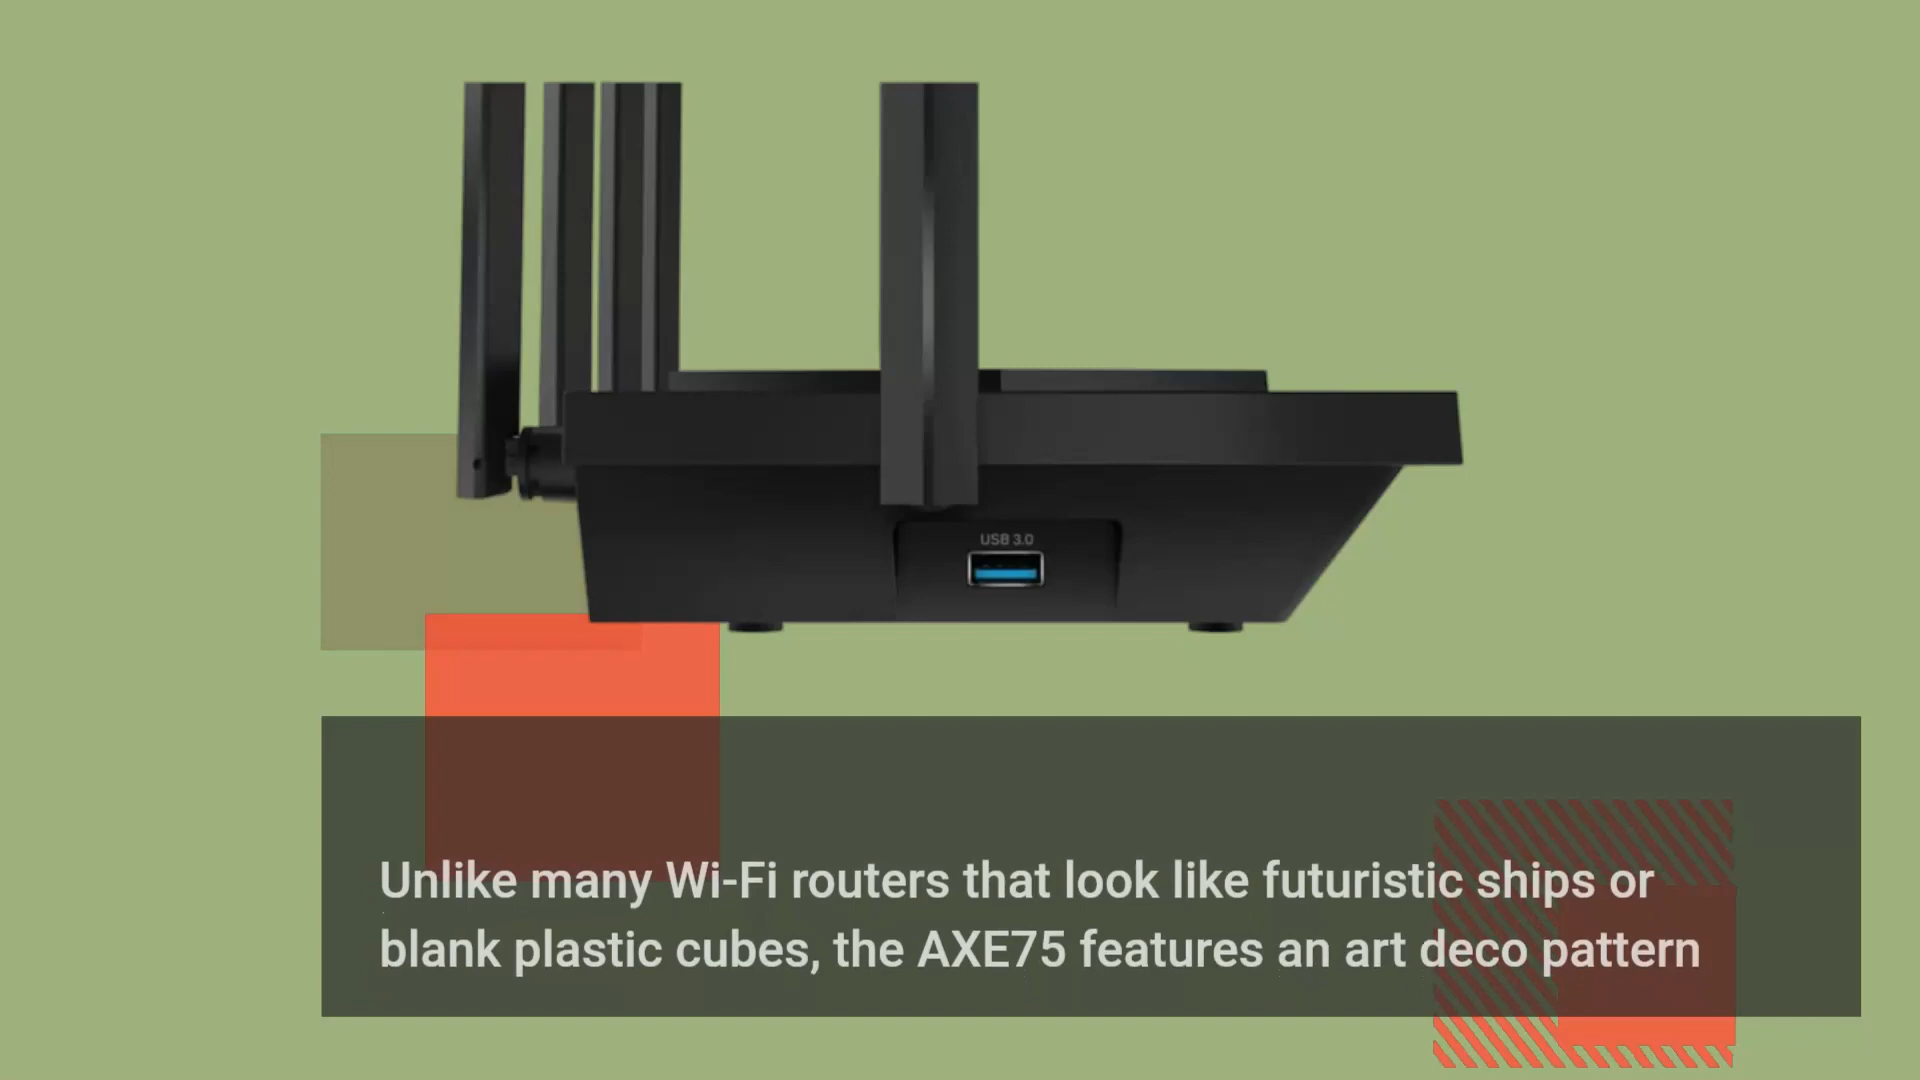 USB 3.0
Unlike many Wi-Fi routers that look like futuristic ships or
blank plastic cubes, the AXE75 features an art deco pattern